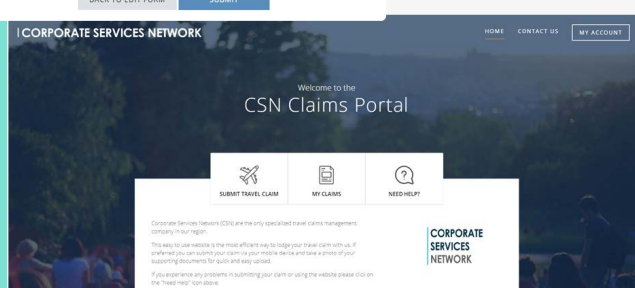 BACK TO EDIT FORM SUBMIT
CORPORATE SERVICES NETWORK
HOME CONTACT US MY ACCOUNT
Welcome to the
CSN Claims Portal
SUBMIT TRAVEL CLAIM MY CLAIMS NEED HELP?
Corporate Services Network (CSN) are the only specialised travel claims management
company in our region.
This easy to use website is the most efficient way to lodge your travel claim with us. If
preferred you can submit your claim via your mobile device and take a photo of your
supporting documents for quick and easy upload.
If you experience any problems in submitting your claim or using the website please click on
the "Need Help" icon above.
CORPORATE
SERVICES
NETWORK